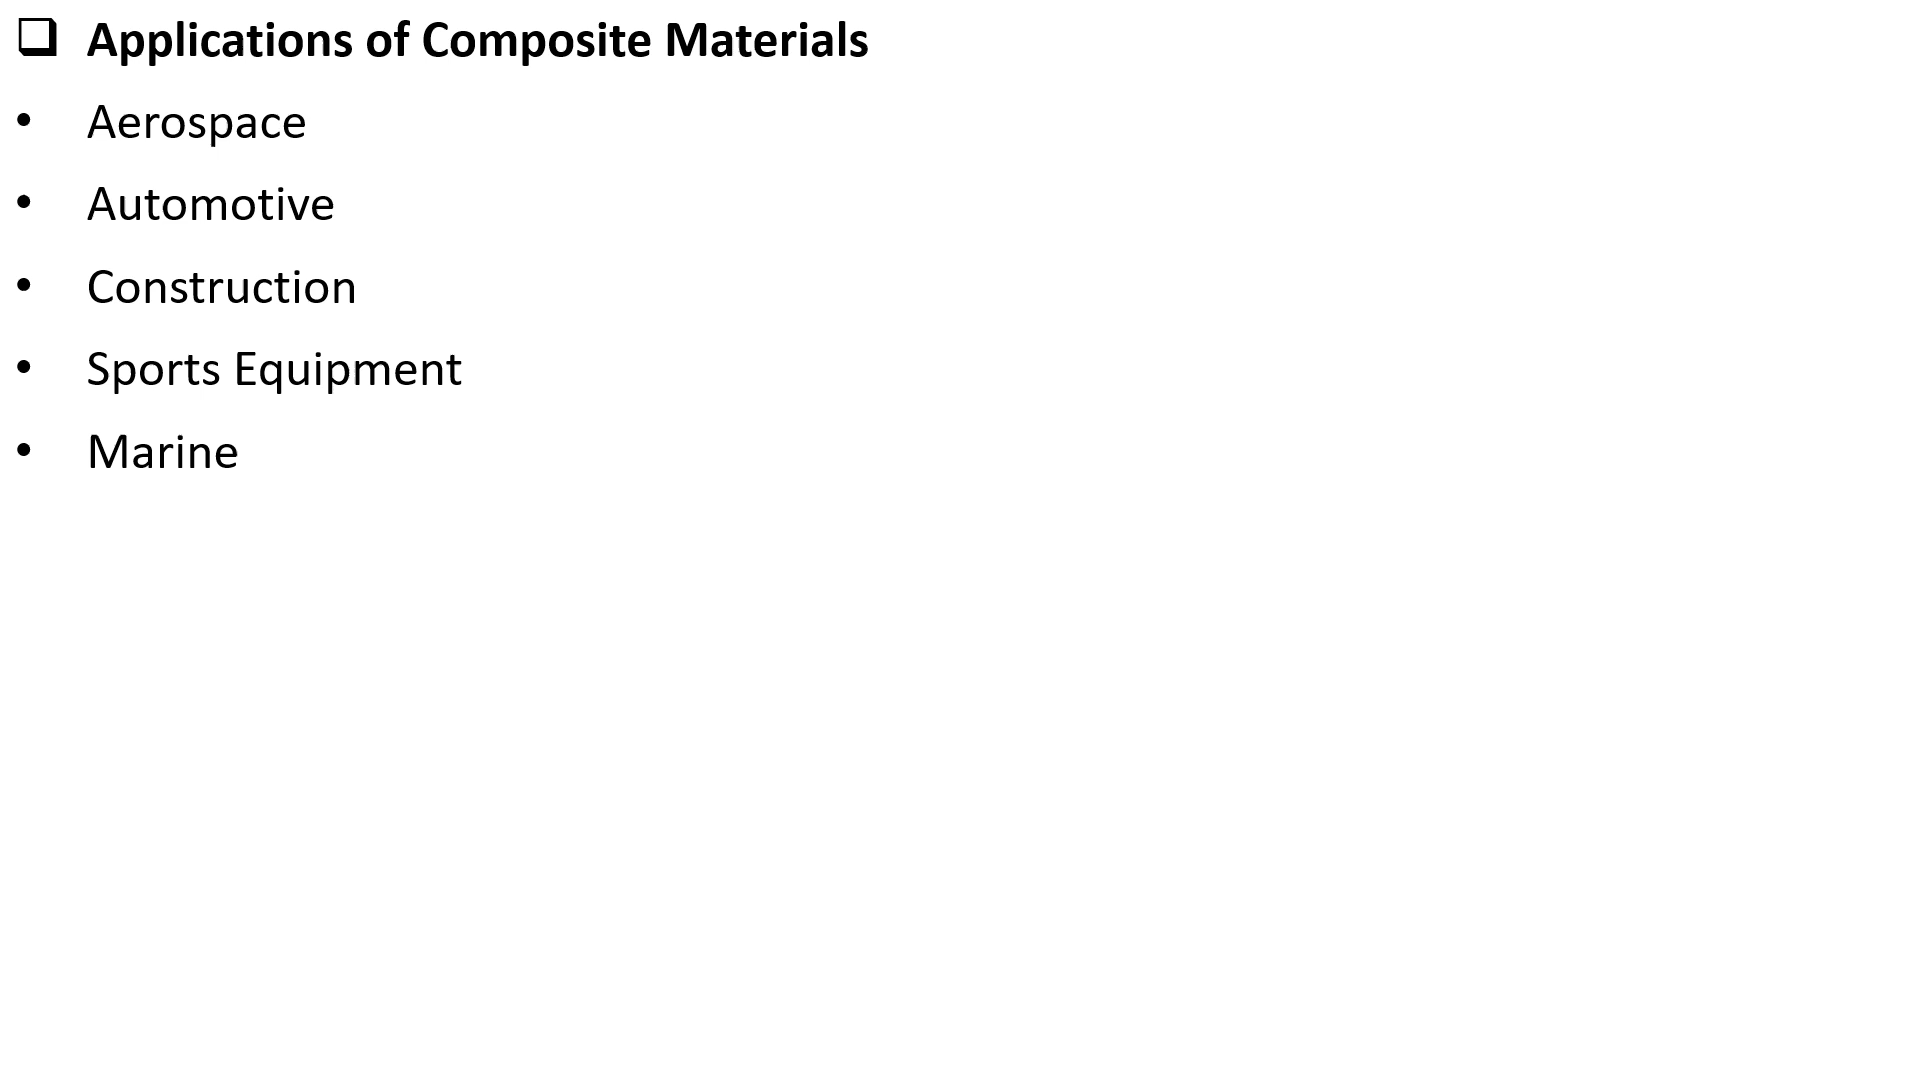 ❑ Applications of Composite Materials
• Aerospace
• Automotive
• Construction
• Sports Equipment
• Marine